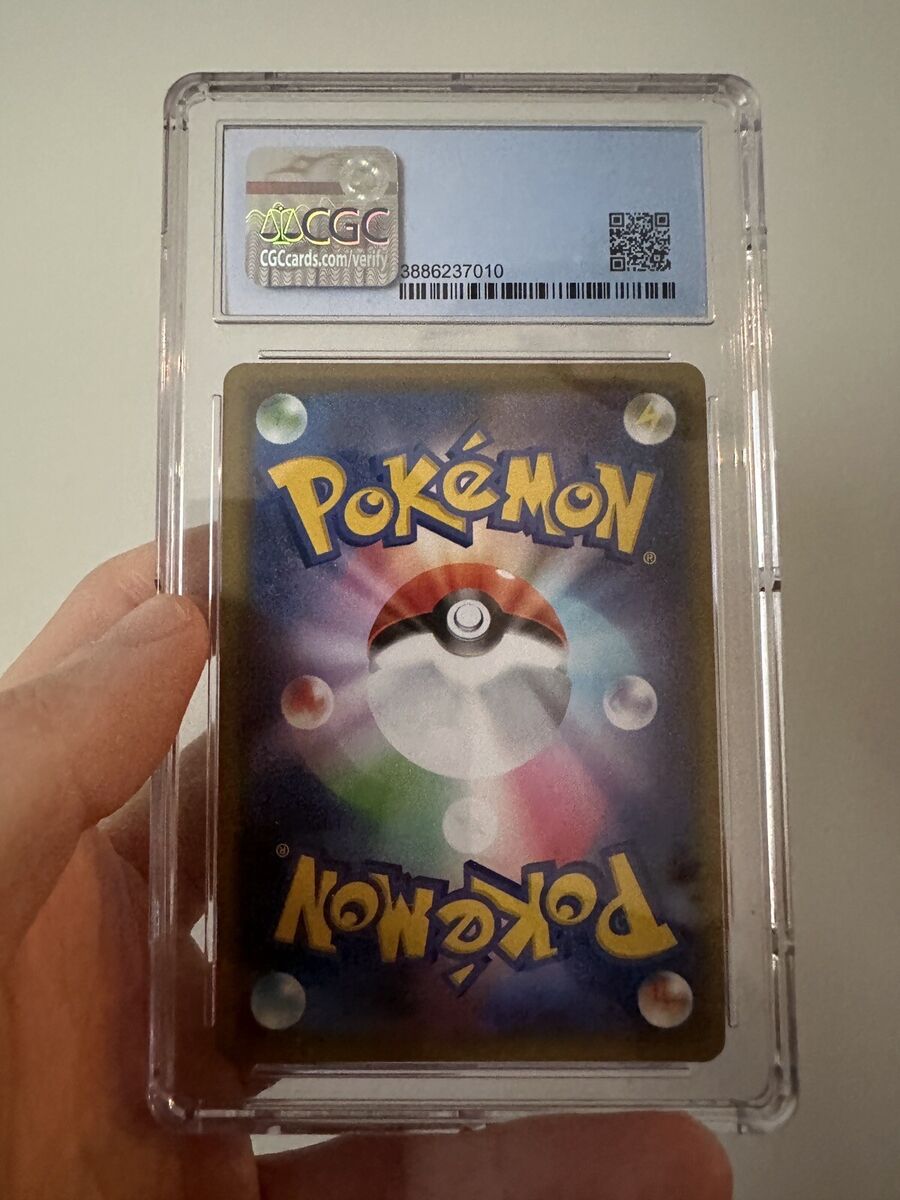 CGC
CGCcards.com/verify
3886237010
POKéMON
®
®
POKéMON